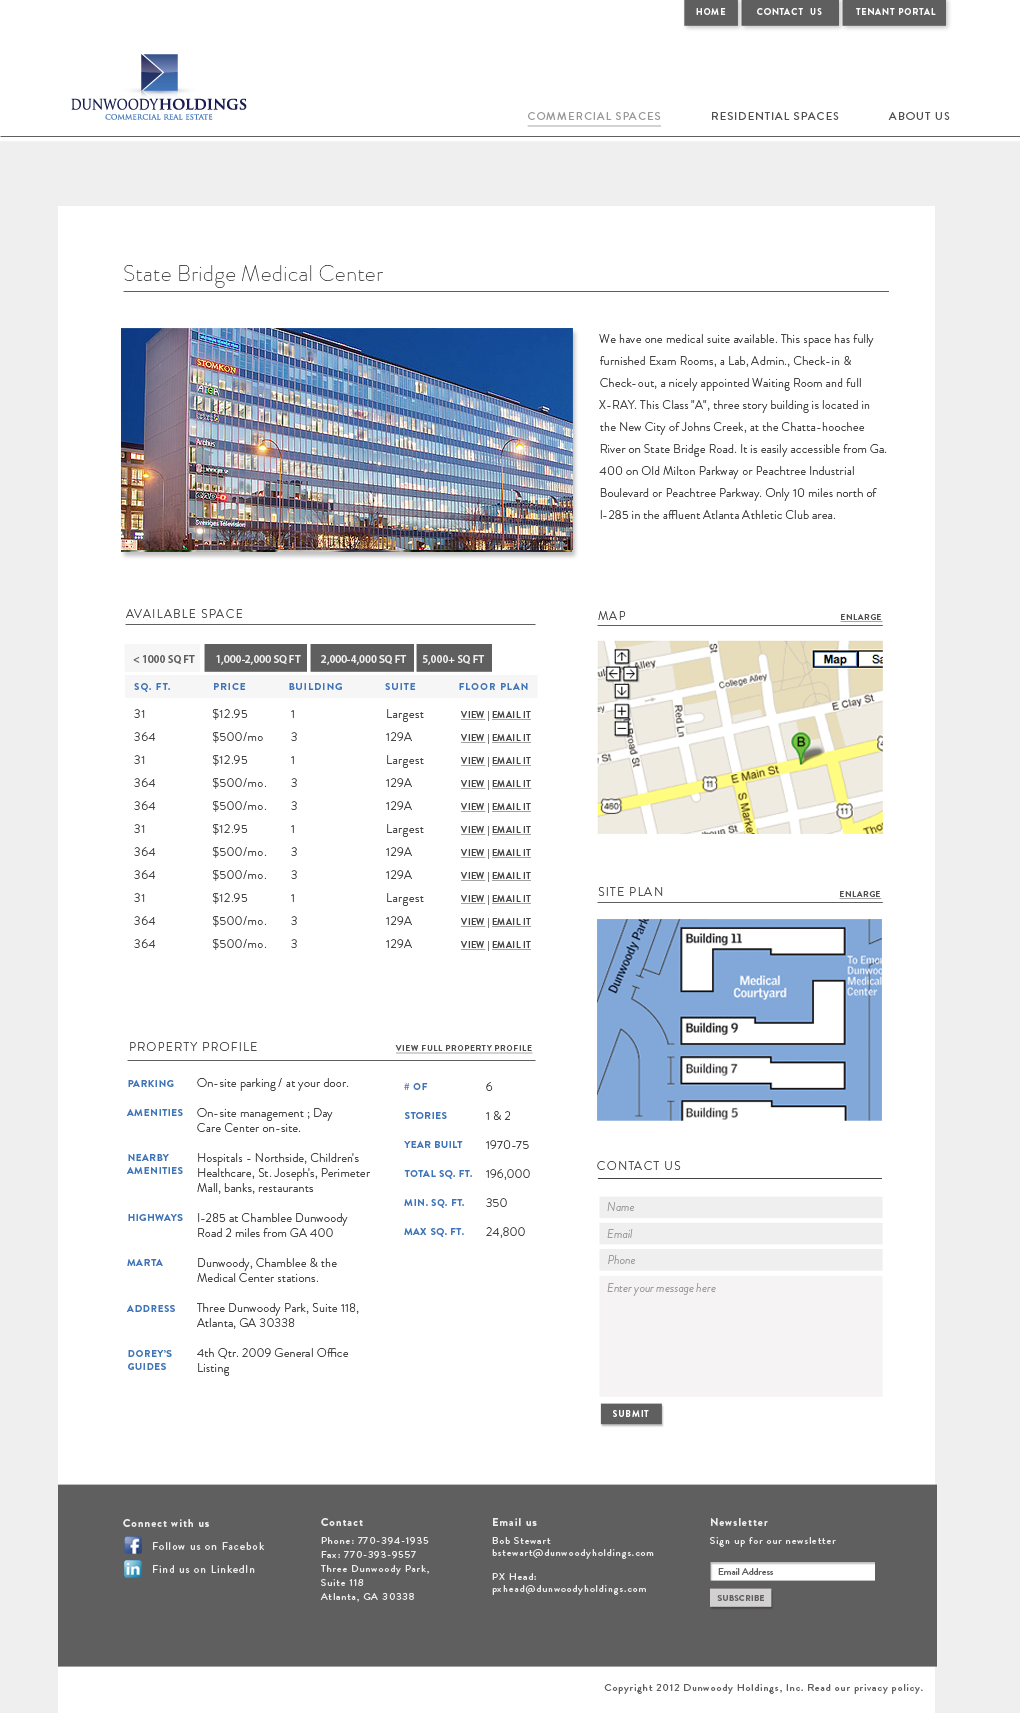 HOME
CONTACT US
TENANT PORTAL
DUNWOODYHOLDINGS
COMMERCIAL REAL ESTATE
COMMERCIAL SPACES
RESIDENTIAL SPACES
ABOUT US
State Bridge Medical Center
STOMKON
Sveriges Television
We have one medical suite available. This space has fully
furnished Exam Rooms, a Lab, Admin., Check-in &
Check-out, a nicely appointed Waiting Room and full
X-RAY. This Class "A", three story building is located in
the New City of Johns Creek, at the Chatta-hoochee
River on State Bridge Road. It is easily accessible from Ga.
400 on Old Milton Parkway or Peachtree Industrial
Boulevard or Peachtree Parkway. Only 10 miles north of
I-285 in the affluent Atlanta Athletic Club area.
AVAILABLE SPACE
< 1000 SQ FT
1,000-2,000 SQ FT
2,000-4,000 SQ FT
5,000+ SQ FT
SQ. FT. PRICE BUILDING SUITE FLOOR PLAN
31 $12.95 1 Largest VIEW | EMAIL IT
364 $500/mo 3 129A VIEW | EMAIL IT
31 $12.95 1 Largest VIEW | EMAIL IT
364 $500/mo. 3 129A VIEW | EMAIL IT
364 $500/mo. 3 129A VIEW | EMAIL IT
31 $12.95 1 Largest VIEW | EMAIL IT
364 $500/mo. 3 129A VIEW | EMAIL IT
364 $500/mo. 3 129A VIEW | EMAIL IT
31 $12.95 1 Largest VIEW | EMAIL IT
364 $500/mo. 3 129A VIEW | EMAIL IT
364 $500/mo. 3 129A VIEW | EMAIL IT
MAP
ENLARGE
Map
Sa
St
Alley
College Alley
E Clay St
Red Ln
Broad St
St
B
E Main St
11
460
S Marke
11
St
Tho
SITE PLAN
ENLARGE
Dunwoody Park
Building 11
Medical
Courtyard
To Emor
Dunwoo
Medical
Center
Building 9
Building 7
Building 5
PROPERTY PROFILE
VIEW FULL PROPERTY PROFILE
PARKING On-site parking / at your door.
AMENITIES On-site management ; Day
Care Center on-site.
NEARBY
AMENITIES
Hospitals - Northside, Children's
Healthcare, St. Joseph's, Perimeter
Mall, banks, restaurants
HIGHWAYS I-285 at Chamblee Dunwoody
Road 2 miles from GA 400
MARTA Dunwoody, Chamblee & the
Medical Center stations.
ADDRESS Three Dunwoody Park, Suite 118,
Atlanta, GA 30338
DOREY'S
GUIDES
4th Qtr. 2009 General Office
Listing
# OF 6
STORIES 1 & 2
YEAR BUILT 1970-75
TOTAL SQ. FT. 196,000
MIN. SQ. FT. 350
MAX SQ. FT. 24,800
CONTACT US
Name
Email
Phone
Enter your message here
SUBMIT
Connect with us
Follow us on Facebok
Find us on LinkedIn
Contact
Phone: 770-394-1935
Fax: 770-393-9557
Three Dunwoody Park,
Suite 118
Atlanta, GA 30338
Email us
Bob Stewart
bstewart@dunwoodyholdings.com
PX Head:
pxhead@dunwoodyholdings.com
Newsletter
Sign up for our newsletter
Email Address
SUBSCRIBE
Copyright 2012 Dunwoody Holdings, Inc. Read our privacy policy.